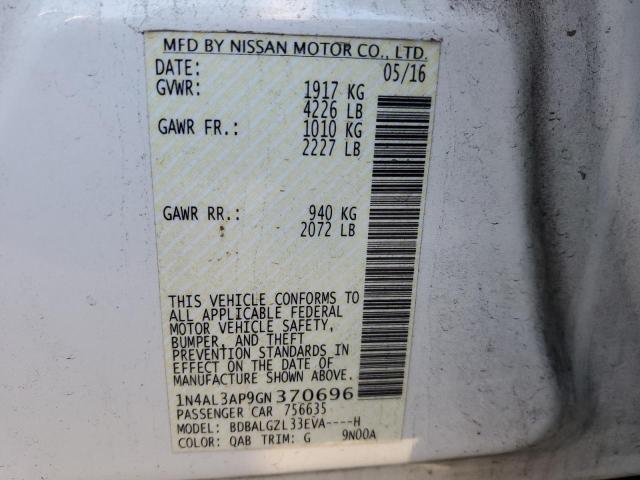 MFD BY NISSAN MOTOR CO., LTD.
DATE: 05/16
GVWR: 1917 KG
4226 LB
GAWR FR.: 1010 KG
2227 LB
GAWR RR.: 940 KG
2072 LB
THIS VEHICLE CONFORMS TO
ALL APPLICABLE FEDERAL
MOTOR VEHICLE SAFETY,
BUMPER, AND THEFT
PREVENTION STANDARDS IN
EFFECT ON THE DATE OF
MANUFACTURE SHOWN ABOVE.
1N4AL3AP9GN370696
PASSENGER CAR 756635
MODEL: BDBALGZL33EVA----H
COLOR: QAB TRIM: G 9N00A